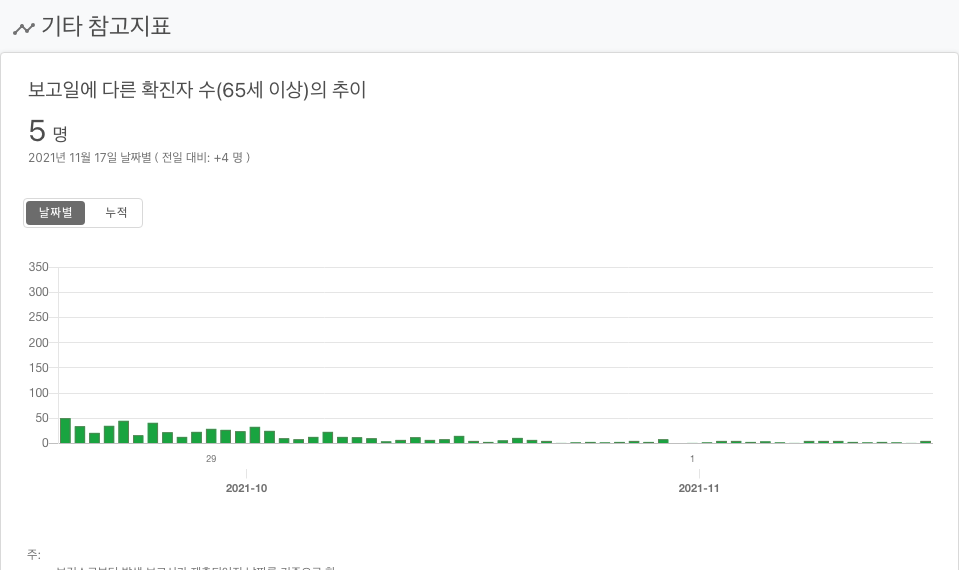 기타 참고지표
보고일에 다른 확진자 수(65세 이상)의 추이
5 명
2021년 11월 17일 날짜별 ( 전일 대비: +4 명 )
날짜별 누적
350
300
250
200
150
100
50
0
29 1
2021-10 2021-11
주: